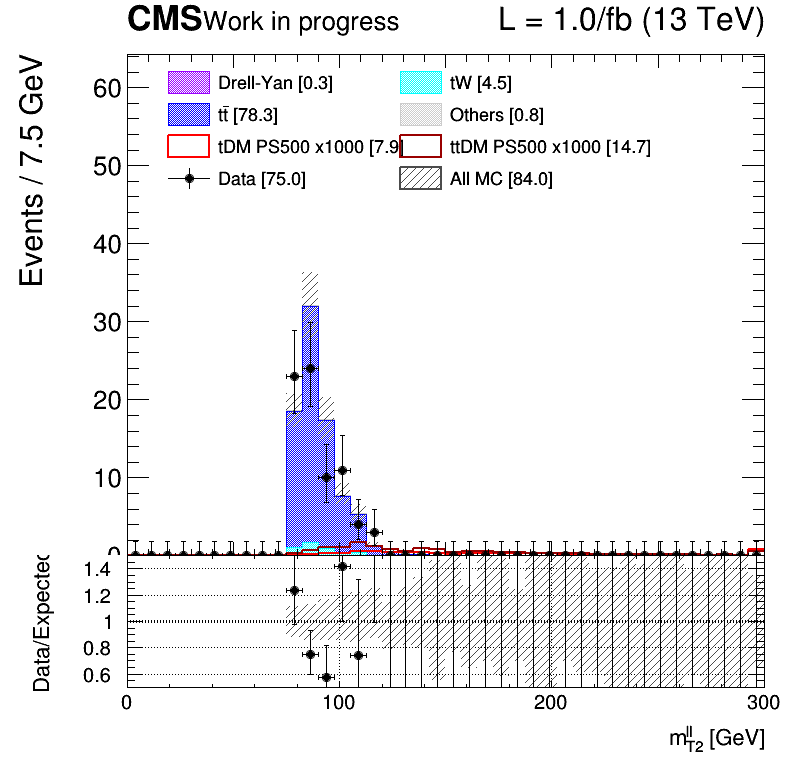 CMS Work in progress L = 1.0/fb (13 TeV)
Events / 7.5 GeV
60
50
40
30
20
10
0
Drell-Yan [0.3] tW [4.5]
tt̄ [78.3] Others [0.8]
tDM PS500 x1000 [7.9] ttDM PS500 x1000 [14.7]
Data [75.0] All MC [84.0]
Data/Expected
1.4
1.2
1
0.8
0.6
0 100 200 300
m^{ll}_{T2} [GeV]